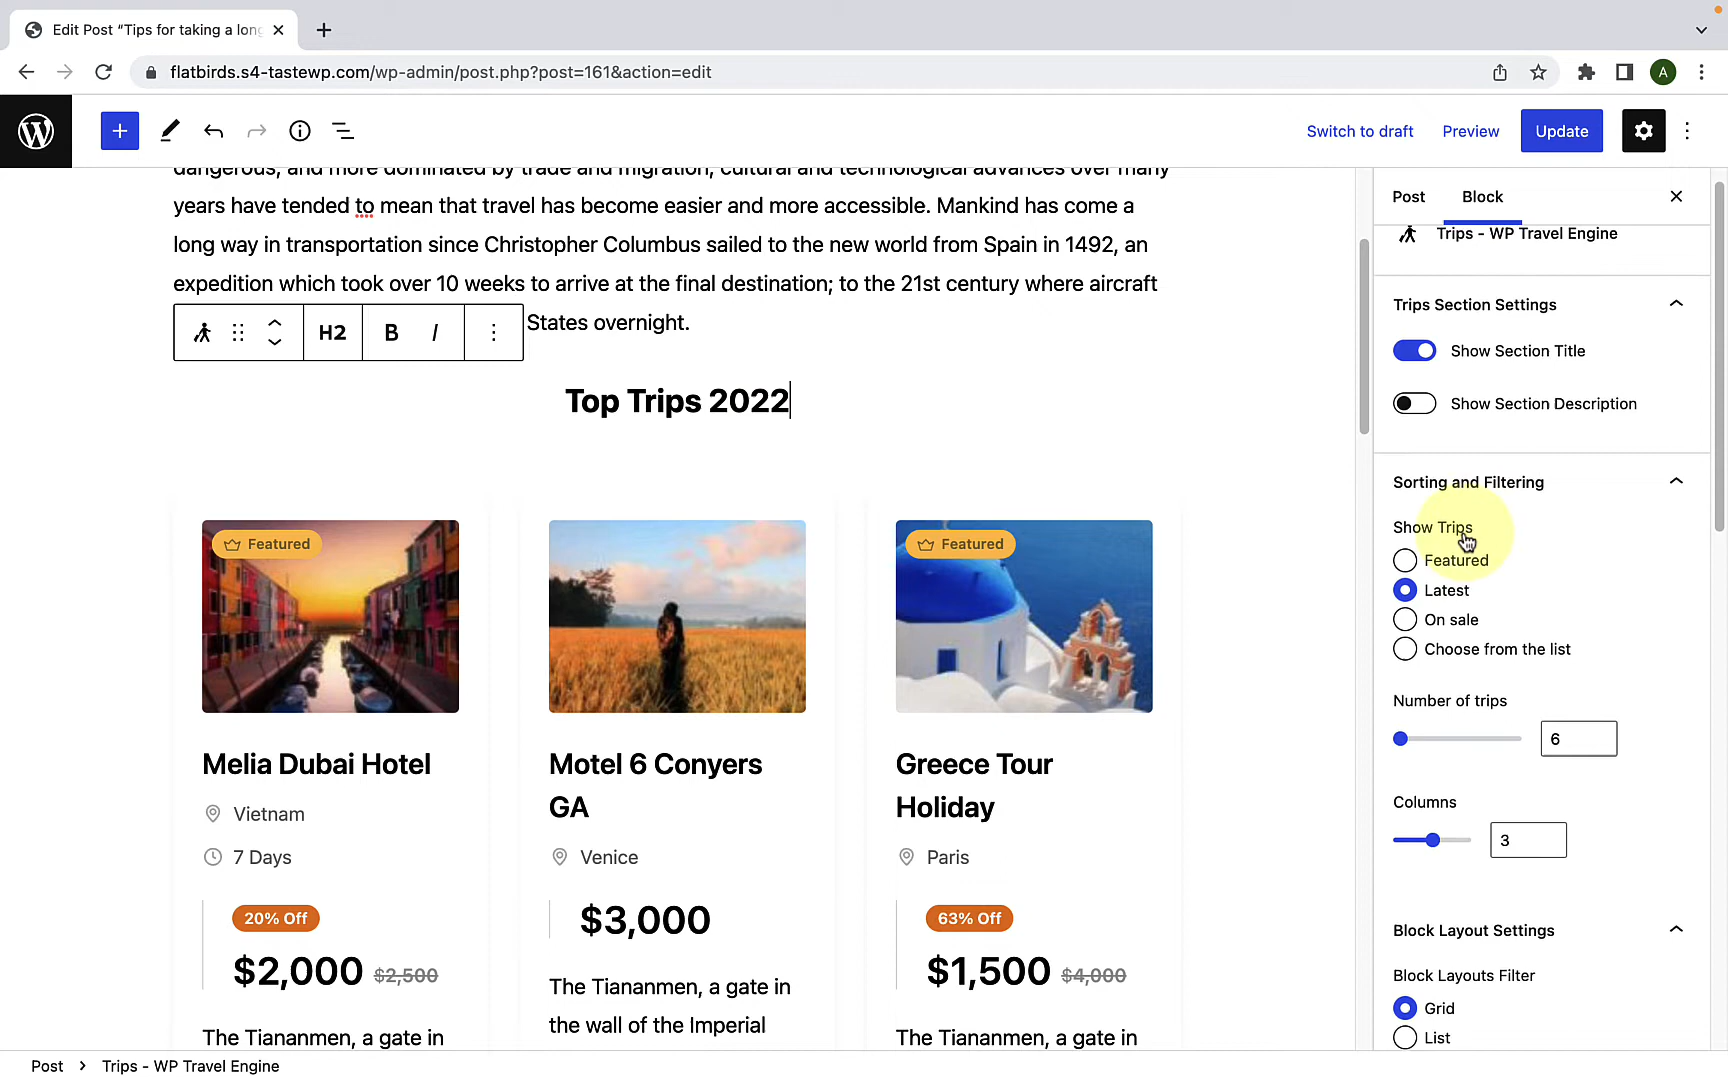 Edit Post “Tips for taking a long
flatbirds.s4-tastewp.com/wp-admin/post.php?post=161&action=edit
A
Switch to draft
Preview
Update
dangerous, and more dominated by trade and migration, cultural and technological advances over many
years have tended to mean that travel has become easier and more accessible. Mankind has come a
long way in transportation since Christopher Columbus sailed to the new world from Spain in 1492, an
expedition which took over 10 weeks to arrive at the final destination; to the 21st century where aircraft
States overnight.
H2
B
I
Top Trips 2022
Featured
Melia Dubai Hotel
Vietnam
7 Days
20% Off
$2,000 $2,500
The Tiananmen, a gate in
Motel 6 Conyers
GA
Venice
$3,000
The Tiananmen, a gate in
the wall of the Imperial
Featured
Greece Tour
Holiday
Paris
63% Off
$1,500 $4,000
The Tiananmen, a gate in
Post
Block
Trips - WP Travel Engine
Trips Section Settings
Show Section Title
Show Section Description
Sorting and Filtering
Show Trips
Featured
Latest
On sale
Choose from the list
Number of trips
6
Columns
3
Block Layout Settings
Block Layouts Filter
Grid
List
Post
Trips - WP Travel Engine